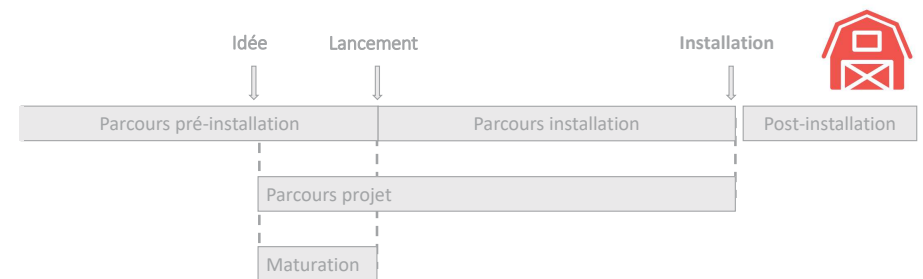 Idée Lancement Installation
Parcours pré-installation Parcours installation Post-installation
Parcours projet
Maturation